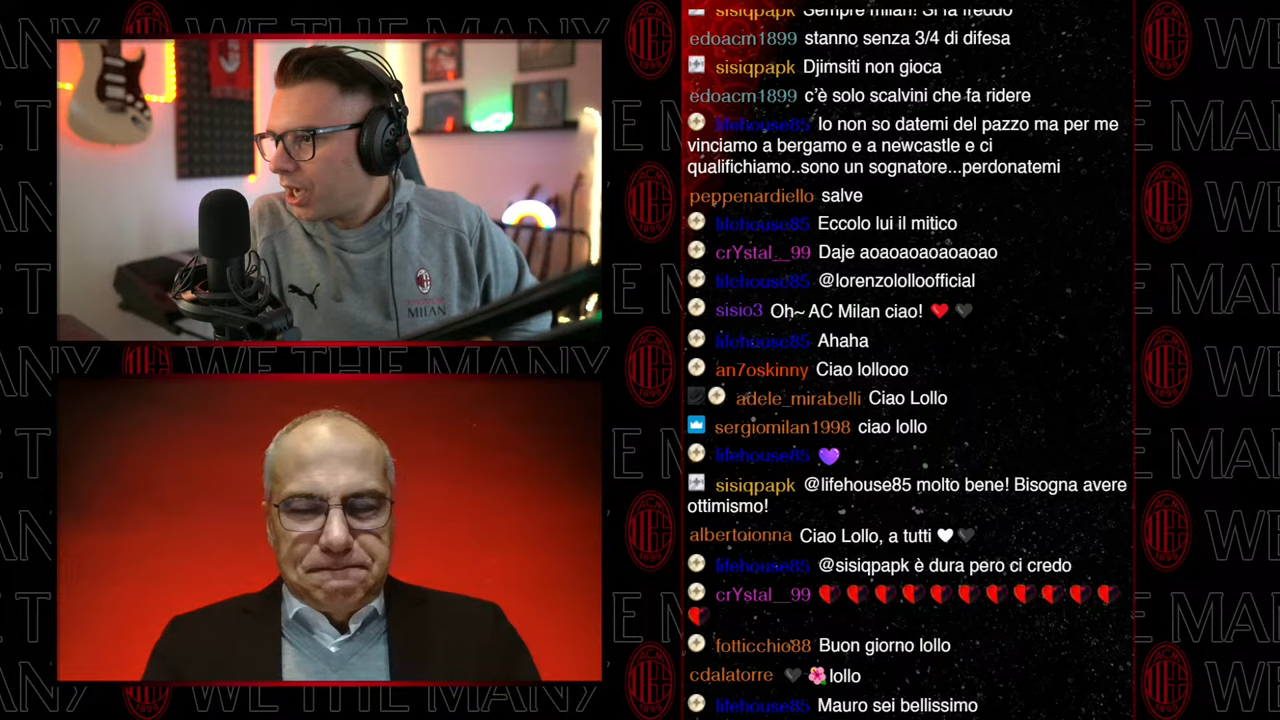 sisiqpapk Sempre milan! Si fa freddo
edoacm1899 stanno senza 3/4 di difesa
sisiqpapk Djimsiti non gioca
edoacm1899 c'è solo scalvini che fa ridere
lifehouse85 Io non so datemi del pazzo ma per me
vinciamo a bergamo e a newcastle e ci
qualifichiamo..sono un sognatore...perdonatemi
peppenardiello salve
lifehouse85 Eccolo lui il mitico
crYstal__99 Daje aoaoaoaoaoaoao
lifehouse85 @lorenzololloofficial
sisio3 Oh~ AC Milan ciao! ❤️ 🖤
lifehouse85 Ahaha
an7oskinny Ciao lollooo
adele_mirabelli Ciao Lollo
sergiomilan1998 ciao lollo
lifehouse85 💜
sisiqpapk @lifehouse85 molto bene! Bisogna avere
ottimismo!
albertoionna Ciao Lollo, a tutti 🤍🖤
lifehouse85 @sisiqpapk è dura pero ci credo
crYstal__99
fotticchio88 Buon giorno lollo
cdalatorre 🖤 🌸lollo
lifehouse85 Mauro sei bellissimo
MILAN
WE THE MANY
WE THE MANY